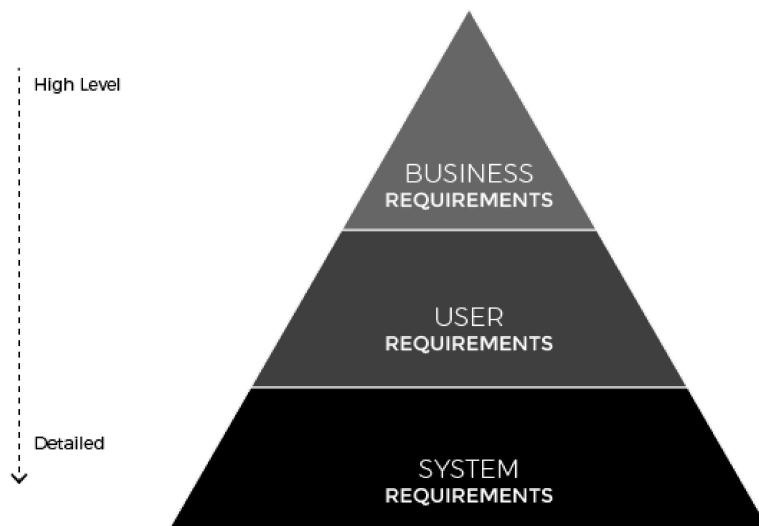 High Level
BUSINESS
REQUIREMENTS
USER
REQUIREMENTS
Detailed
SYSTEM
REQUIREMENTS